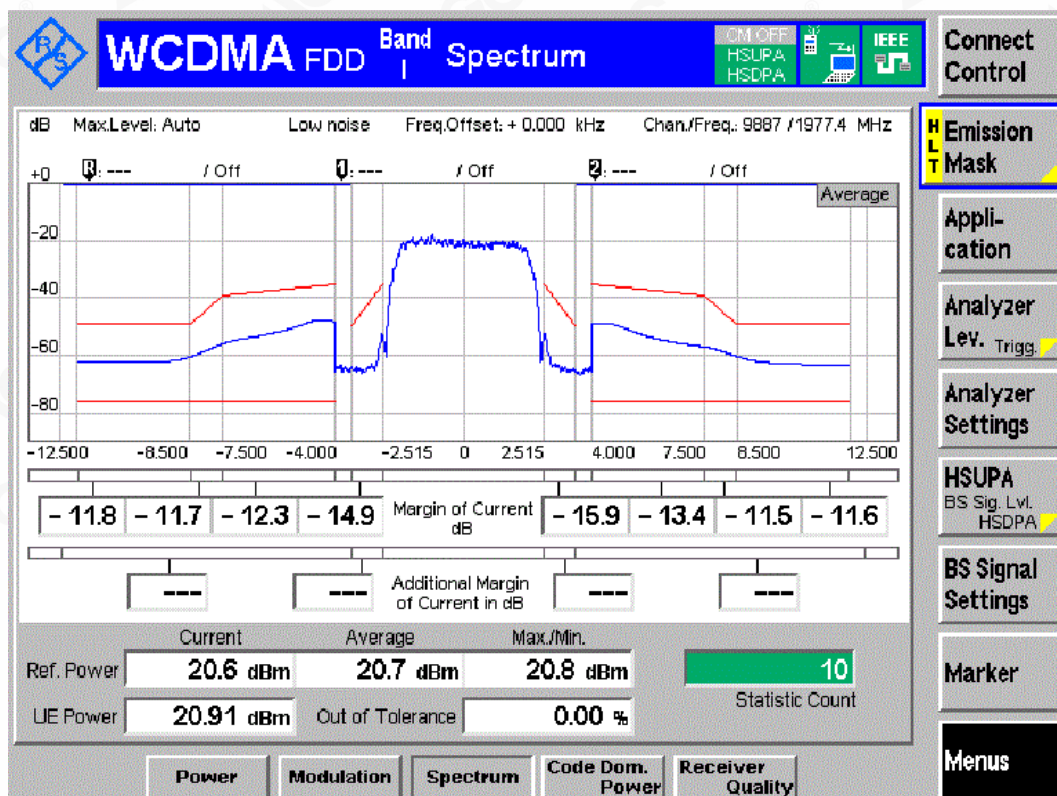 R&S
WCDMA FDD Band I Spectrum
CM OFF
HSUPA
HSDPA
IEEE
Connect Control
dB Max.Level: Auto Low noise Freq.Offset: + 0.000 kHz Chan./Freq.: 9887 / 1977.4 MHz
HLT Emission Mask
+0 R: --- / Off 1: --- / Off 2: --- / Off
Average
-20
-40
-60
-80
-12.500 -8.500 -7.500 -4.000 -2.515 0 2.515 4.000 7.500 8.500 12.500
Appli-
cation
Analyzer
Lev. Trigg.
Analyzer
Settings
HSUPA
BS Sig. Lvl.
HSDPA
BS Signal
Settings
Marker
Menus
- 11.8 - 11.7 - 12.3 - 14.9 Margin of Current dB - 15.9 - 13.4 - 11.5 - 11.6
--- --- Additional Margin of Current in dB --- ---
Current Average Max./Min.
Ref. Power 20.6 dBm 20.7 dBm 20.8 dBm 10
Statistic Count
UE Power 20.91 dBm Out of Tolerance 0.00 %
Power Modulation Spectrum Code Dom. Power Receiver Quality